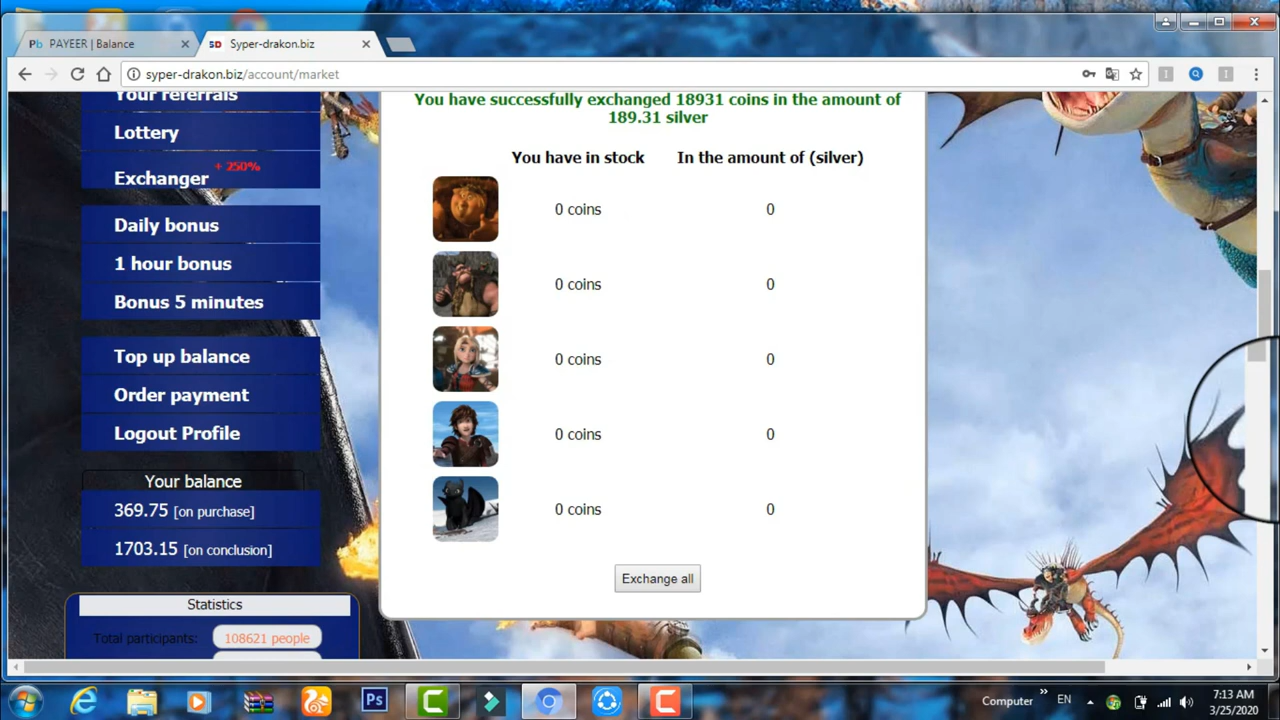 Pb PAYEER | Balance
SD Syper-drakon.biz
syper-drakon.biz/account/market
Your referrals
Lottery
Exchanger + 250%
Daily bonus
1 hour bonus
Bonus 5 minutes
Top up balance
Order payment
Logout Profile
Your balance
369.75 [on purchase]
1703.15 [on conclusion]
Statistics
Total participants: 108621 people
You have successfully exchanged 18931 coins in the amount of
189.31 silver
You have in stock In the amount of (silver)
0 coins 0
0 coins 0
0 coins 0
0 coins 0
0 coins 0
Exchange all
Ps
Computer » EN
7:13 AM
3/25/2020